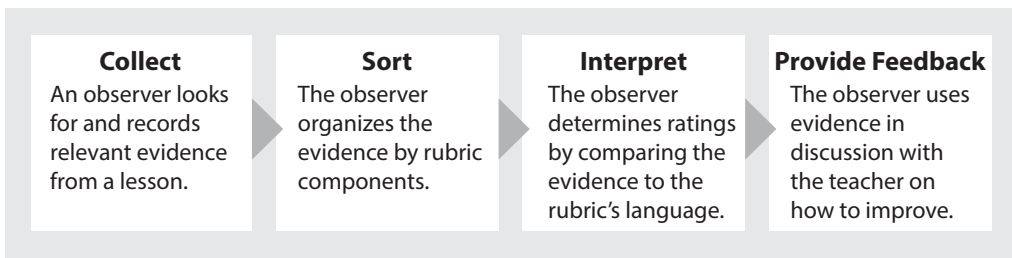 Collect
An observer looks
for and records
relevant evidence
from a lesson.
Sort
The observer
organizes the
evidence by rubric
components.
Interpret
The observer
determines ratings
by comparing the
evidence to the
rubric's language.
Provide Feedback
The observer uses
evidence in
discussion with
the teacher on
how to improve.